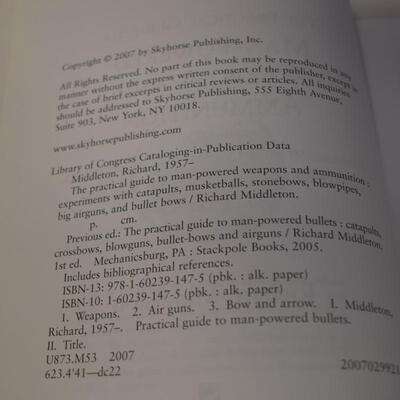 Copyright © 2007 by Skyhorse Publishing, Inc.
All Rights Reserved. No part of this book may be reproduced in any
manner without the express written consent of the publisher, except in
the case of brief excerpts in critical reviews or articles. All inquiries
should be addressed to Skyhorse Publishing, 555 Eighth Avenue,
Suite 903, New York, NY 10018.
www.skyhorsepublishing.com
Library of Congress Cataloging-in-Publication Data
Middleton, Richard, 1957–
The practical guide to man-powered weapons and ammunition :
experiments with catapults, musketballs, stonebows, blowpipes,
big airguns, and bullet bows / Richard Middleton.
p. cm.
Previous ed.: The practical guide to man-powered bullets : catapults,
crossbows, blowguns, bullet-bows and airguns / Richard Middleton.
1st ed. Mechanicsburg, PA : Stackpole Books, 2005.
Includes bibliographical references.
ISBN-13: 978-1-60239-147-5 (pbk. : alk. paper)
ISBN-10: 1-60239-147-5 (pbk. : alk. paper)
1. Weapons. 2. Air guns. 3. Bow and arrow. I. Middleton,
Richard, 1957–. Practical guide to man-powered bullets.
II. Title.
U873.M53 2007
623.4'41—dc22
2007029921